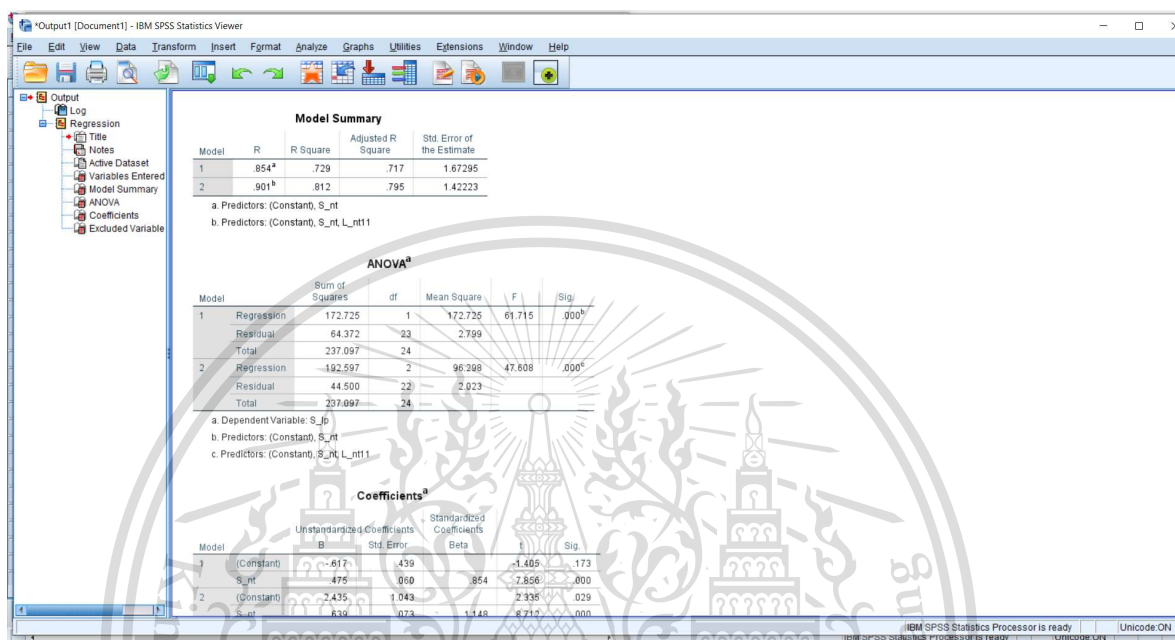 *Output1 [Document1] - IBM SPSS Statistics Viewer
File Edit View Data Transform Insert Format Analyze Graphs Utilities Extensions Window Help
Output
Log
Regression
Title
Notes
Active Dataset
Variables Entered
Model Summary
ANOVA
Coefficients
Excluded Variable
Model Summary
Model R R Square Adjusted R Square Std. Error of the Estimate
1 .854a .729 .717 1.67295
2 .901b .812 .795 1.42223
a. Predictors: (Constant), S_nt
b. Predictors: (Constant), S_nt, L_nt11
ANOVAa
Model Sum of Squares df Mean Square F Sig.
1 Regression 172.725 1 172.725 61.715 .000b
Residual 64.372 23 2.799
Total 237.097 24
2 Regression 192.597 2 96.298 47.608 .000c
Residual 44.500 22 2.023
Total 237.097 24
a. Dependent Variable: S_lp
b. Predictors: (Constant), S_nt
c. Predictors: (Constant), S_nt, L_nt11
Coefficientsa
Unstandardized Coefficients Standardized Coefficients
Model B Std. Error Beta t Sig.
1 (Constant) -.617 .439 -1.405 .173
S_nt .475 .060 .854 7.856 .000
2 (Constant) 2.435 1.043 2.335 .029
S_nt .639 .073 1.148 8.712 .000
IBM SPSS Statistics Processor is ready Unicode:ON